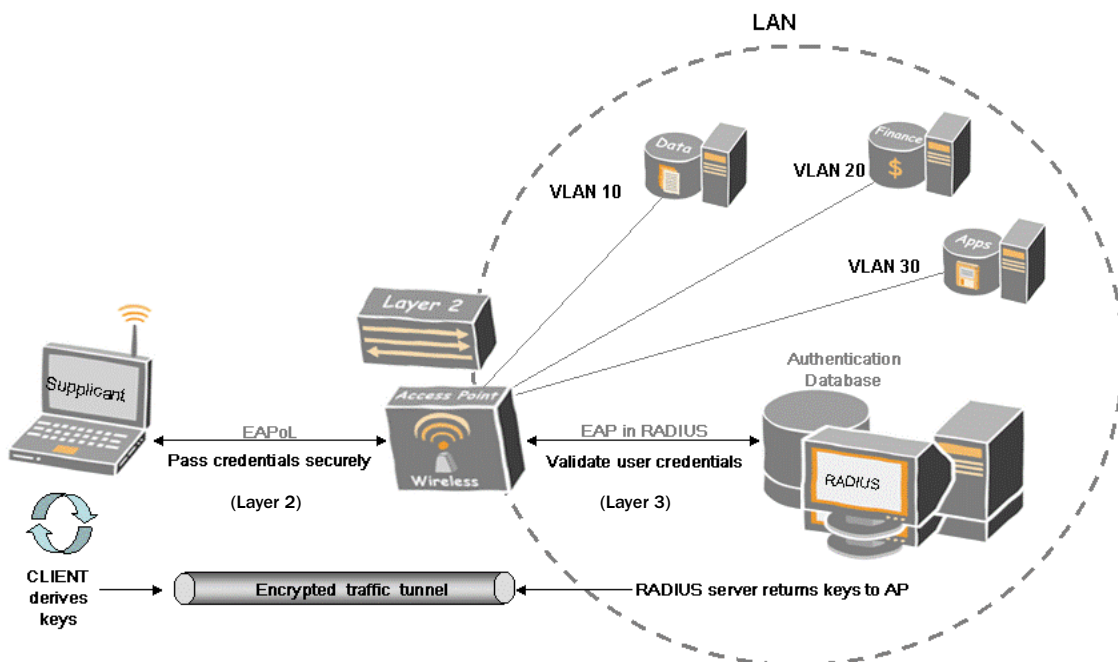 LAN
Data
VLAN 10
Finance
$
VLAN 20
Apps
VLAN 30
Layer 2
Supplicant
Access Point
Wireless
Authentication
Database
RADIUS
EAPoL
Pass credentials securely
(Layer 2)
EAP in RADIUS
Validate user credentials
(Layer 3)
CLIENT
derives
keys
Encrypted traffic tunnel
RADIUS server returns keys to AP